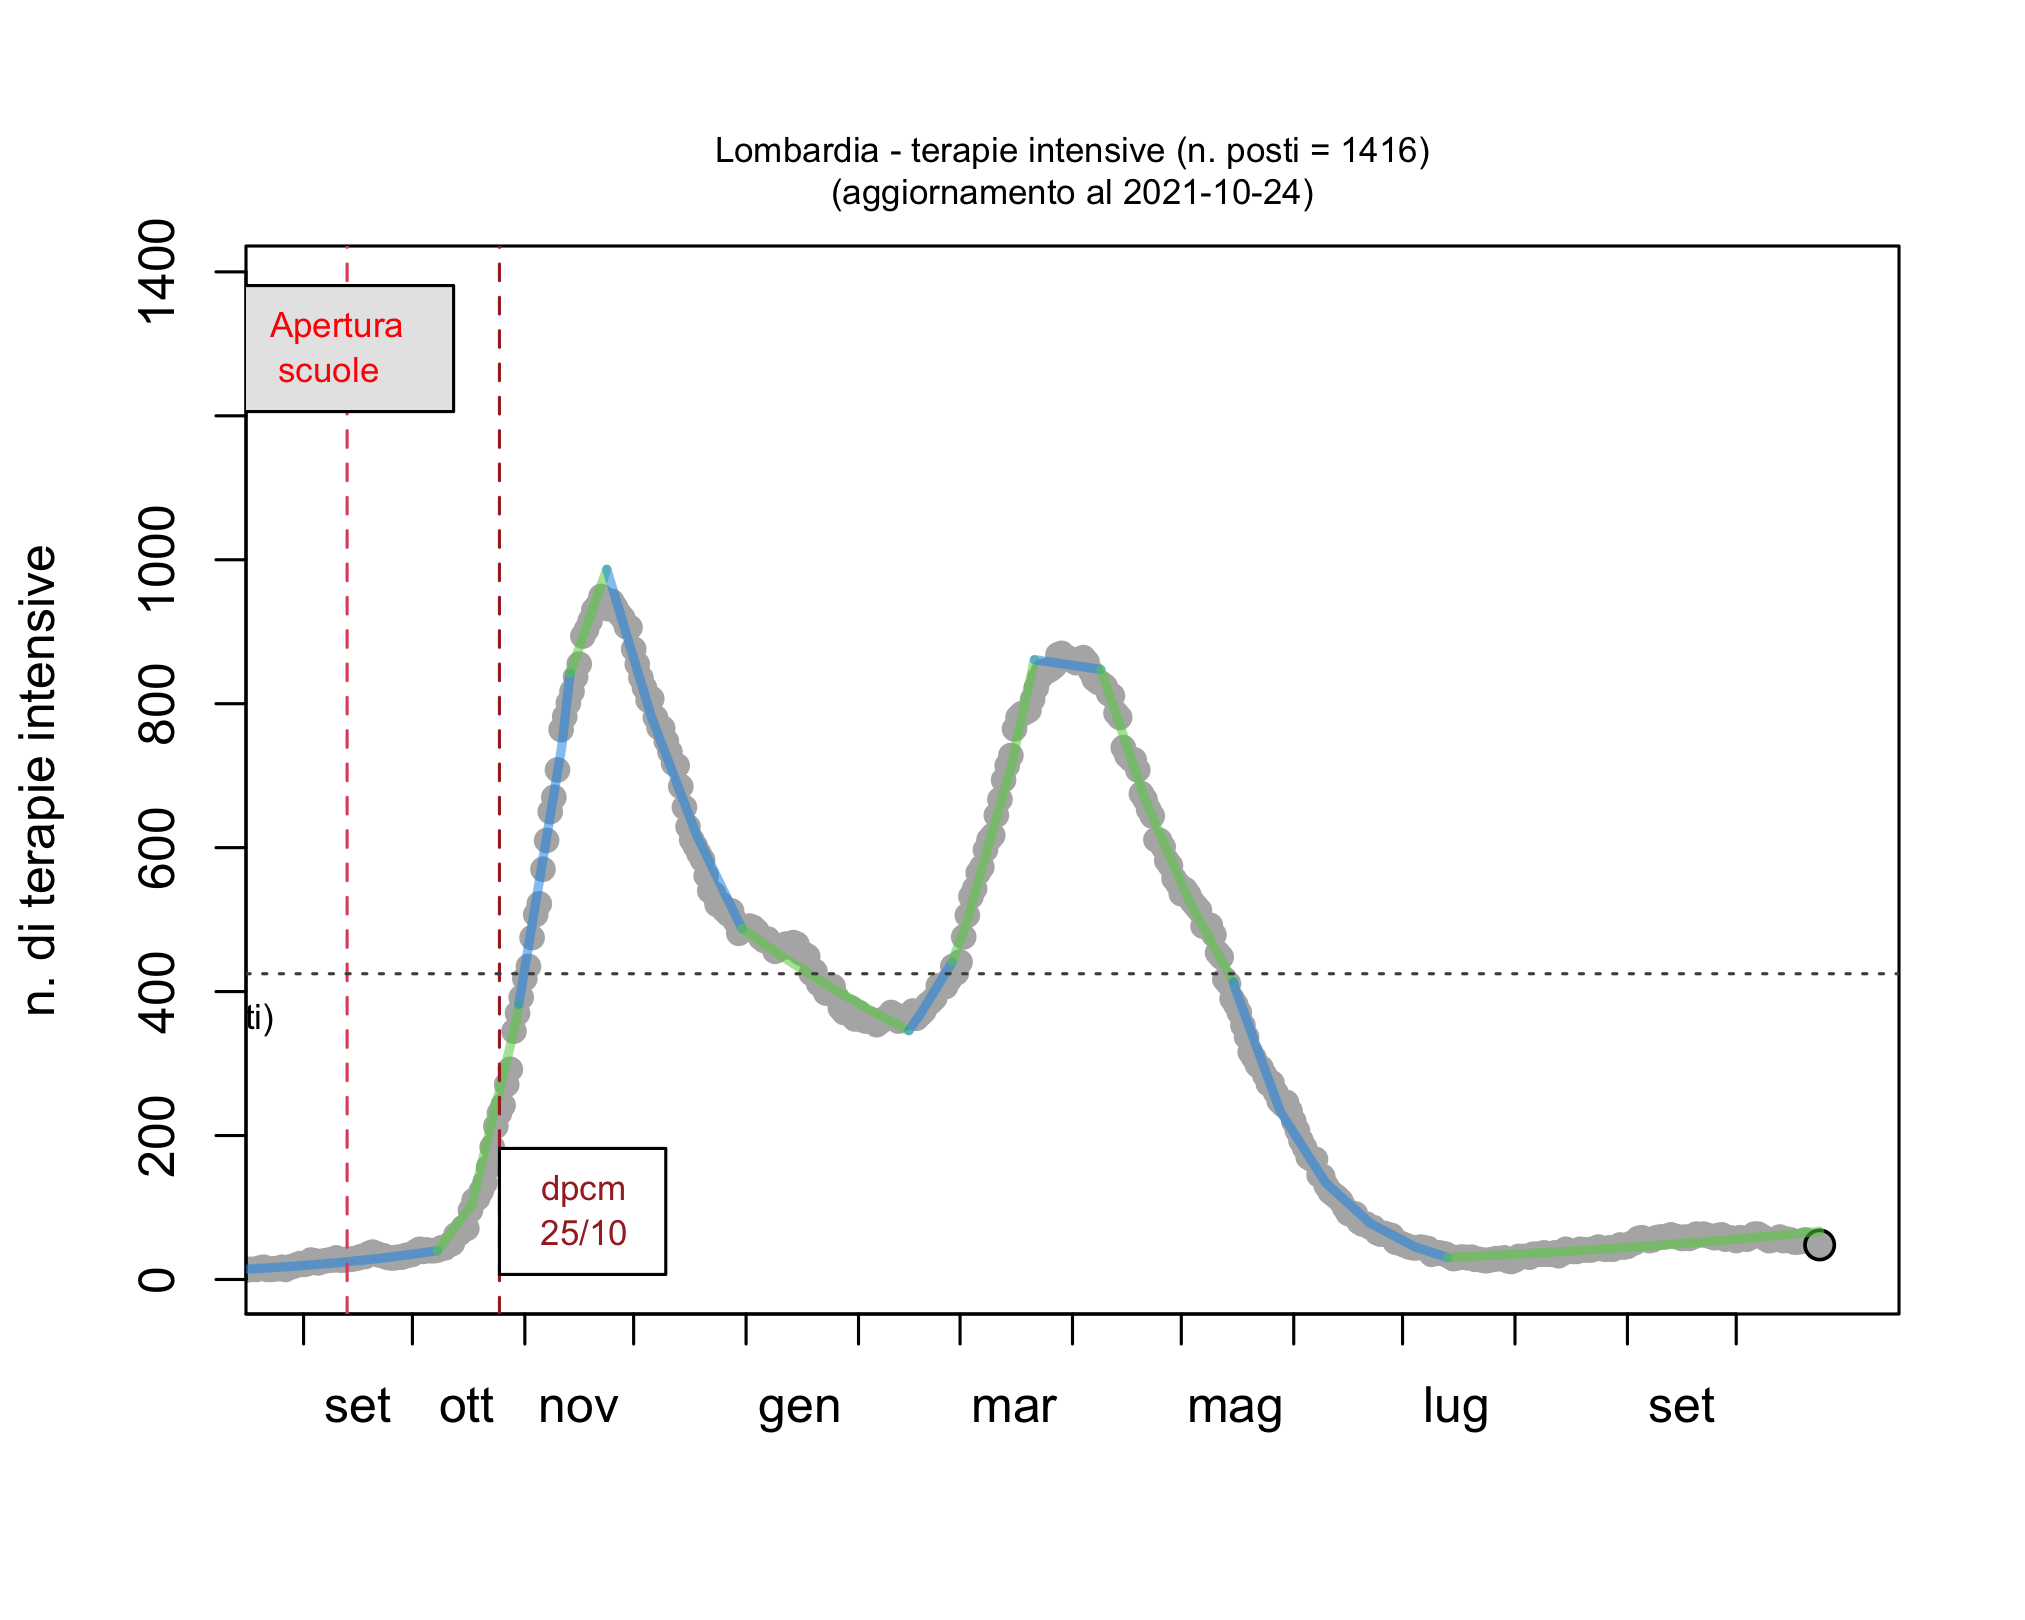 Lombardia - terapie intensive (n. posti = 1416)
(aggiornamento al 2021-10-24)
n. di terapie intensive
1400
1000
800
600
400
200
0
Apertura
scuole
ti)
dpcm
25/10
set ott nov gen mar mag lug set